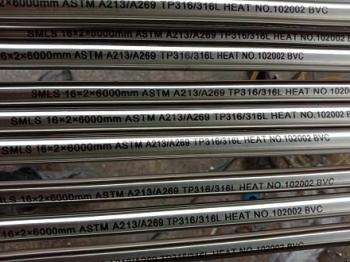 2×6000mm ASTM A213/A269 TP316/316L HEAT NO.102002 BVC
SMLS 16×2×6000mm ASTM A213/A269 TP316/316L HEAT NO.102002 BVC
16×2×6000mm ASTM A213/A269 TP316/316L HEAT NO.102002 BVC
SMLS 16×2×6000mm ASTM A213/A269 TP316/316L HEAT NO.102002 BVC
SMLS 16×2×6000mm ASTM A213/A269 TP316/316L HEAT NO.102002 BVC
SMLS 16×2×6000mm ASTM A213/A269 TP316/316L HEAT NO.102002 BVC
16×2×6000mm ASTM A213/A269 TP316/316L HEAT NO.102002 BVC
16×2×6000mm ASTM A213/A269 TP316/316L HEAT NO.102002 BVC
ASTM A213/A269 TP316/316L HEAT NO.102002 BVC